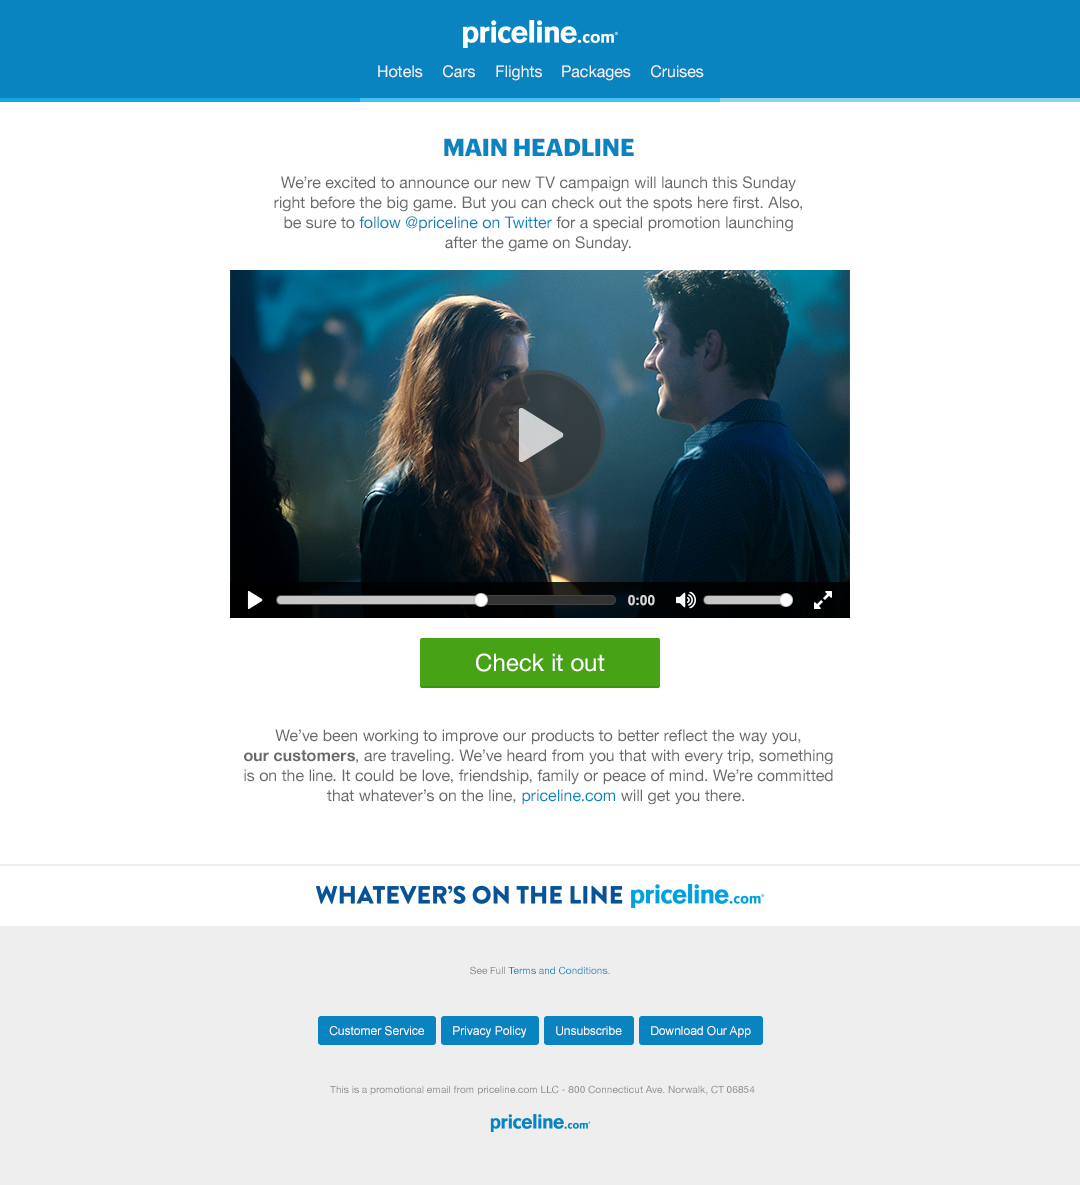 priceline.com®
Hotels Cars Flights Packages Cruises
MAIN HEADLINE
We’re excited to announce our new TV campaign will launch this Sunday
right before the big game. But you can check out the spots here first. Also,
be sure to follow @priceline on Twitter for a special promotion launching
after the game on Sunday.
0:00
Check it out
We’ve been working to improve our products to better reflect the way you,
our customers, are traveling. We’ve heard from you that with every trip, something
is on the line. It could be love, friendship, family or peace of mind. We’re committed
that whatever’s on the line, priceline.com will get you there.
WHATEVER’S ON THE LINE priceline.com®
See Full Terms and Conditions.
Customer Service Privacy Policy Unsubscribe Download Our App
This is a promotional email from priceline.com LLC - 800 Connecticut Ave. Norwalk, CT 06854
priceline.com®